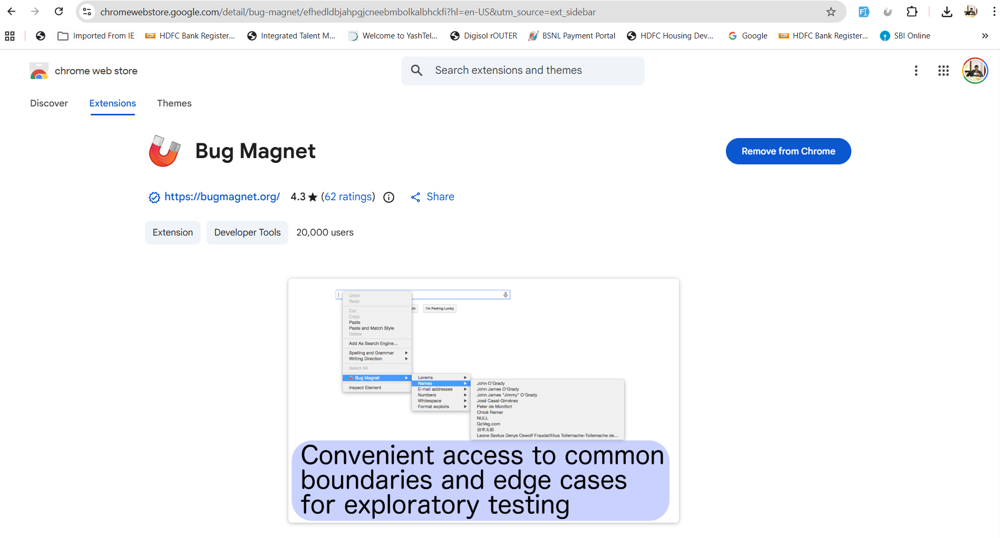 chromewebstore.google.com/detail/bug-magnet/efhedldbjahpgjcneebmbolkalbhckfi?hl=en-US&utm_source=ext_sidebar
Imported From IE HDFC Bank Register... Integrated Talent M... Welcome to YashTel... Digisol rOUTER BSNL Payment Portal HDFC Housing Dev... Google HDFC Bank Register... SBI Online
chrome web store
Search extensions and themes
Discover Extensions Themes
Bug Magnet
Remove from Chrome
https://bugmagnet.org/ 4.3 ★ (62 ratings) Share
Extension Developer Tools 20,000 users
Undo
Redo
ch I'm Feeling Lucky
Cut
Copy
Paste
Paste and Match Style
Delete
Add As Search Engine...
Spelling and Grammar
Writing Direction
Select All
Bug Magnet
Inspect Element
Lorems
Names
E-mail addresses
Numbers
Whitespace
Format exploits
John O'Grady
John James O'Grady
John James "Jimmy" O'Grady
José Casal-Giménez
Peter de Montfort
Chloë Rømer
NULL
GoVeg.com
田中太郎
Leone Sextus Denys Oswolf Fraudatifilius Tollemache-Tollemache de...
Convenient access to common
boundaries and edge cases
for exploratory testing